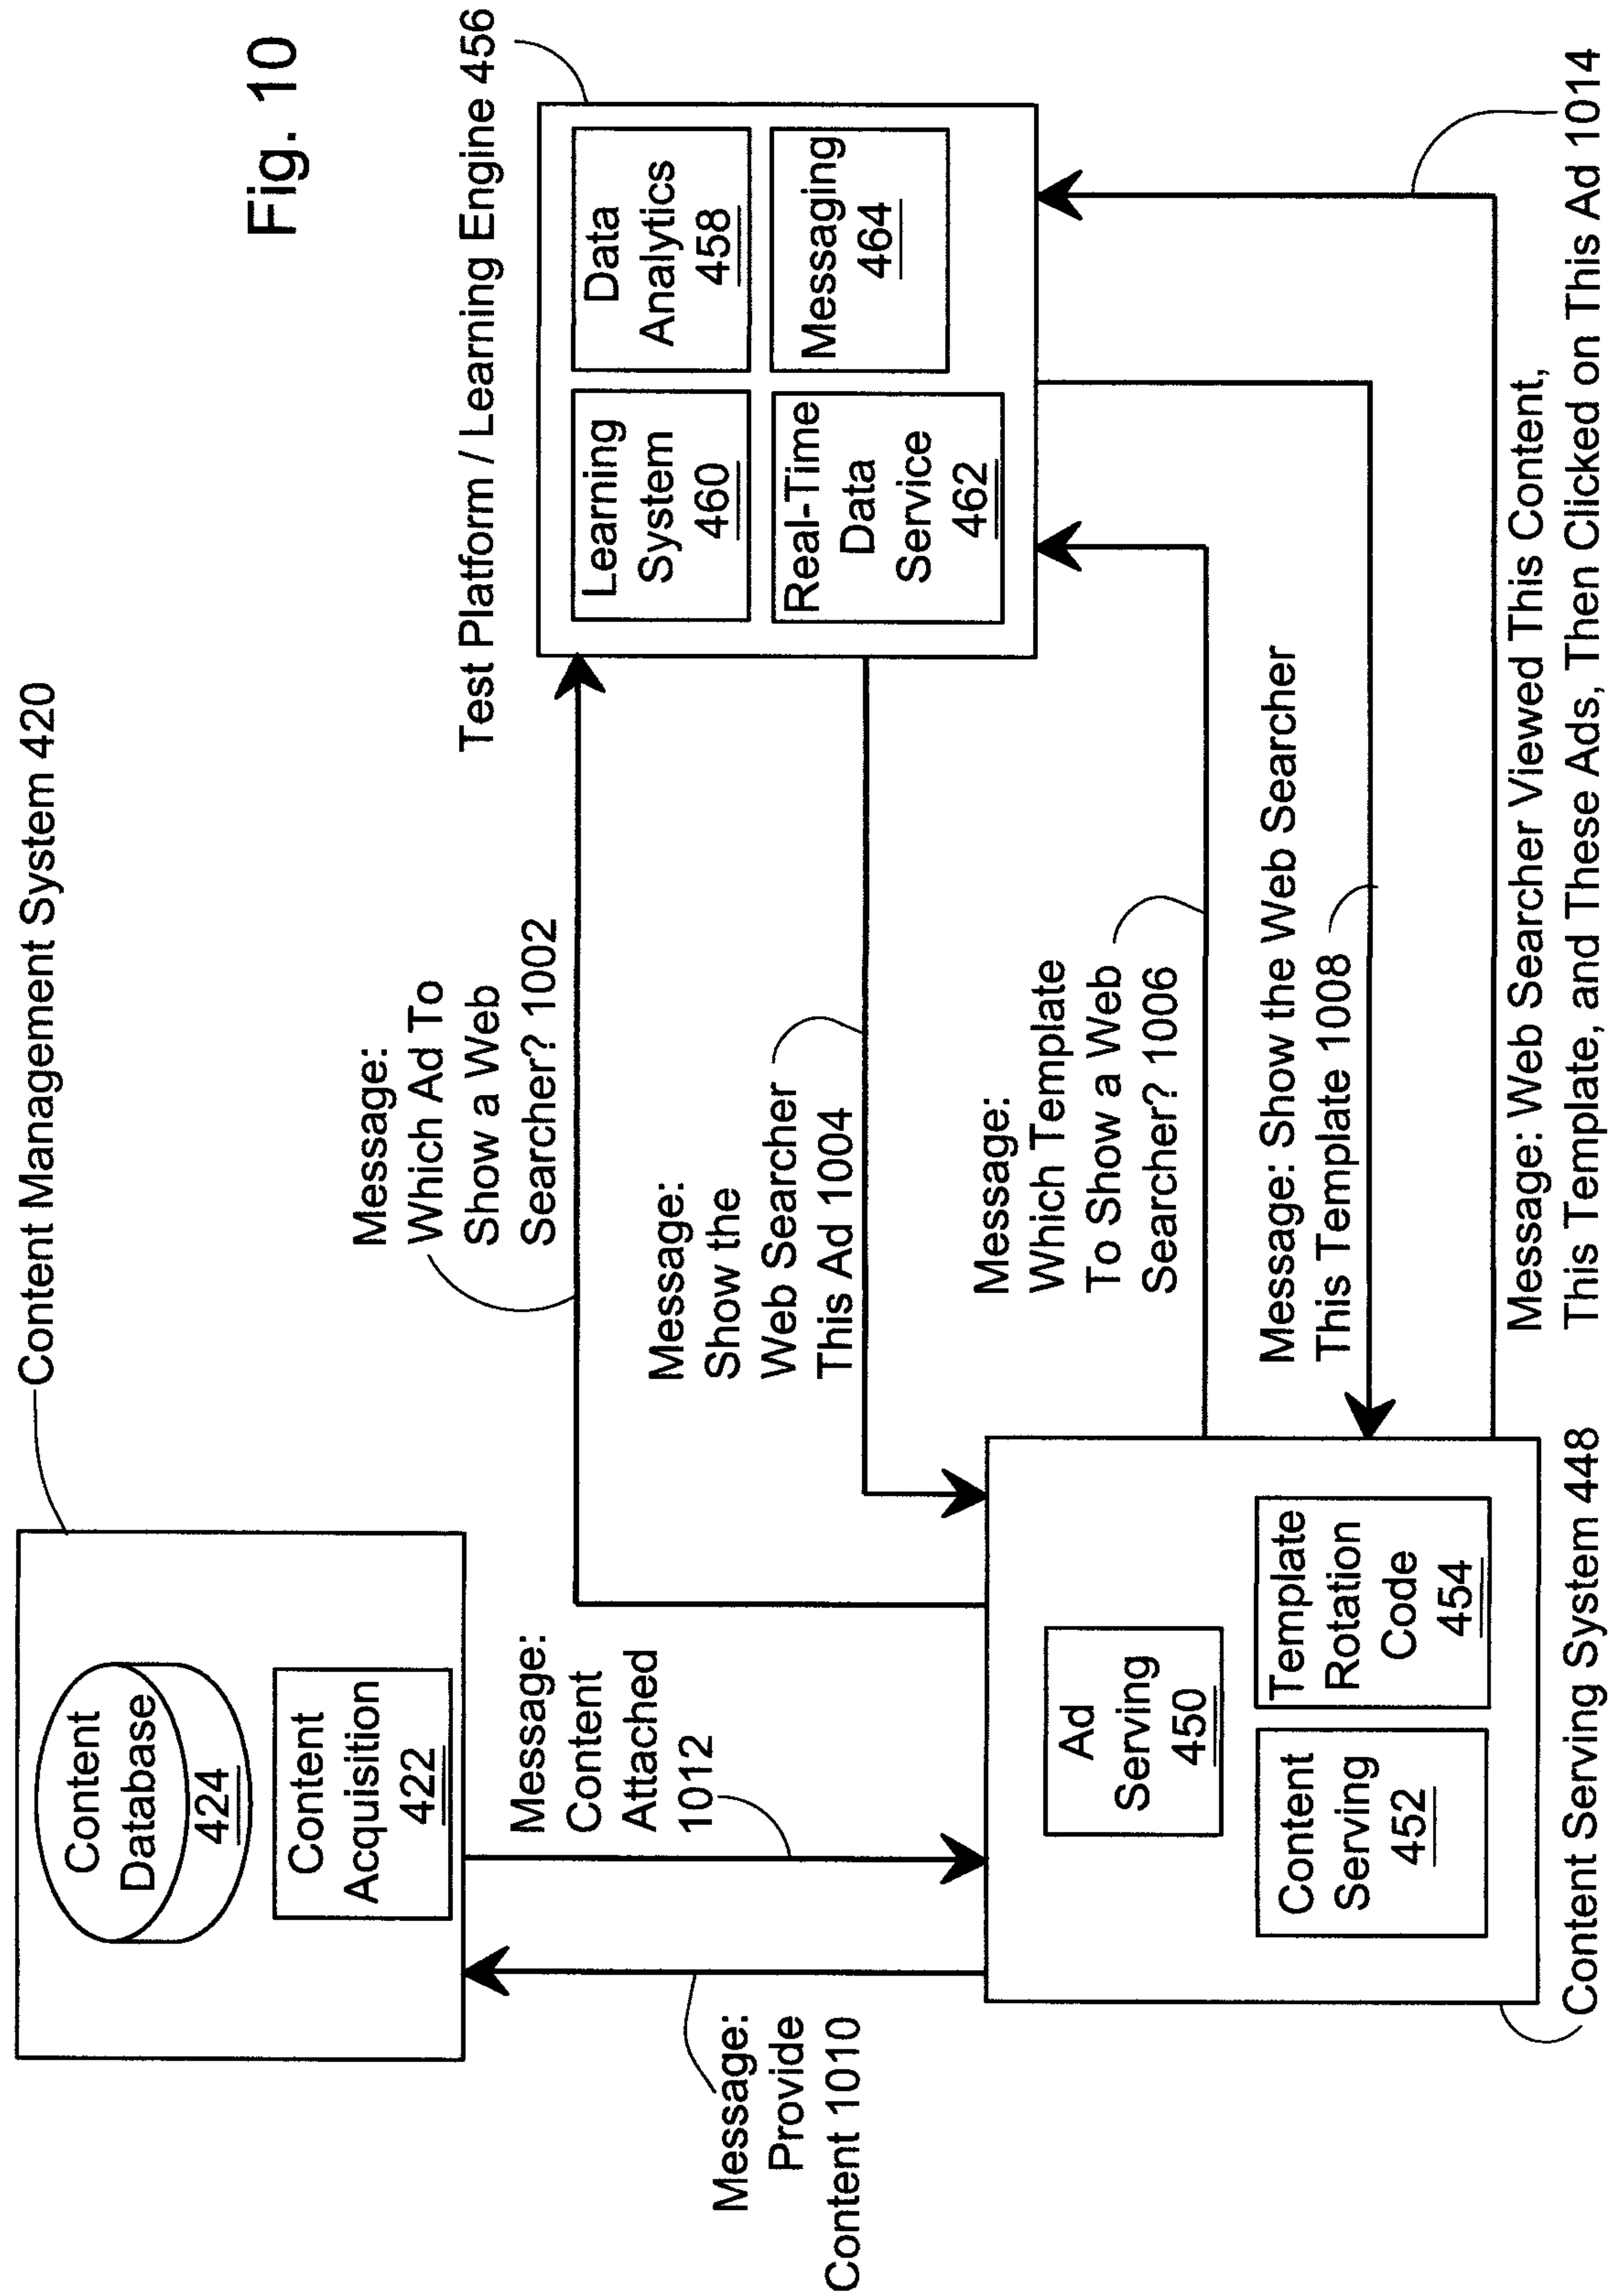 Fig. 10
Content Management System 420
Content
Database
424
Content
Acquisition
422
Message:
Provide
Content 1010
Message:
Content
Attached
1012
Message:
Which Ad To
Show a Web
Searcher? 1002
Test Platform / Learning Engine 456
Learning
System
460
Data
Analytics
458
Real-Time
Data
Service
462
Messaging
464
Message:
Show the
Web Searcher
This Ad 1004
Message:
Which Template
To Show a Web
Searcher? 1006
Message: Show the Web Searcher
This Template 1008
Ad
Serving
450
Content
Serving
452
Template
Rotation
Code
454
Content Serving System 448
Message: Web Searcher Viewed This Content,
This Template, and These Ads, Then Clicked on This Ad 1014